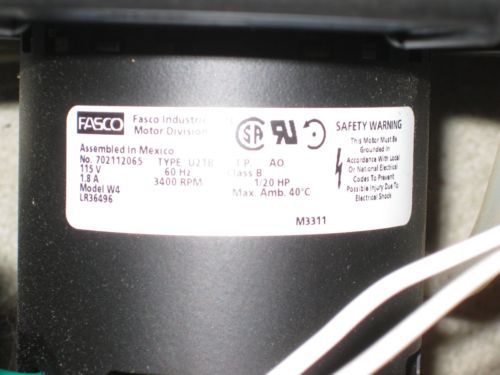 FASCO
Fasco Industries
Motor Division
Assembled in Mexico
No. 702112065 TYPE U21B T.P. AO
115 V 60 Hz Class B
1.8 A 3400 RPM 1/20 HP
Model W4 Max. Amb. 40°C
LR36496
M3311
SA
SAFETY WARNING
This Motor Must Be
Grounded in
Accordance with Local
Or National Electrical
Codes To Prevent
Possible Injury Due To
Electrical Shock